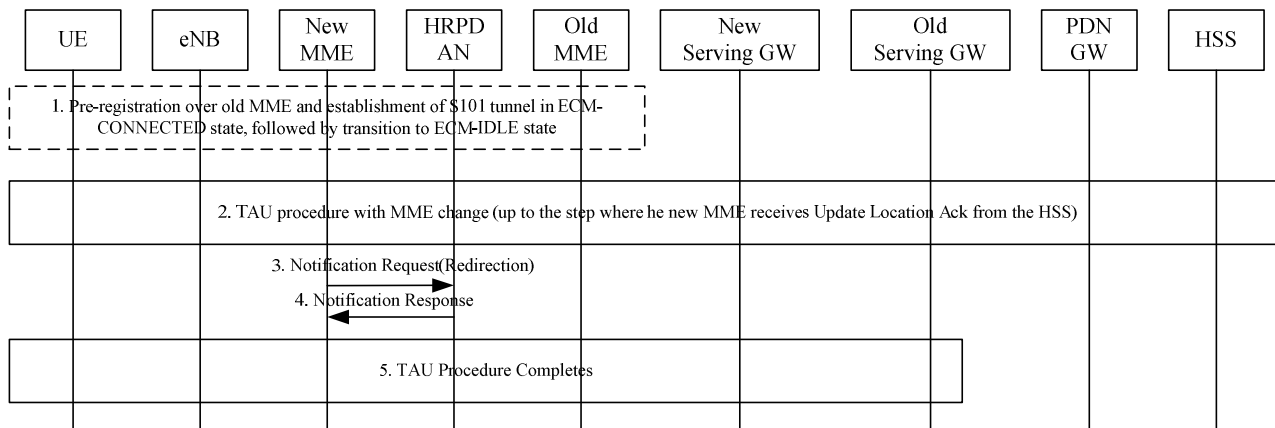 UE
eNB
New
MME
HRPD
AN
Old
MME
New
Serving GW
Old
Serving GW
PDN
GW
HSS
1. Pre-registration over old MME and establishment of S101 tunnel in ECM-
CONNECTED state, followed by transition to ECM-IDLE state
2. TAU procedure with MME change (up to the step where he new MME receives Update Location Ack from the HSS)
3. Notification Request(Redirection)
4. Notification Response
5. TAU Procedure Completes